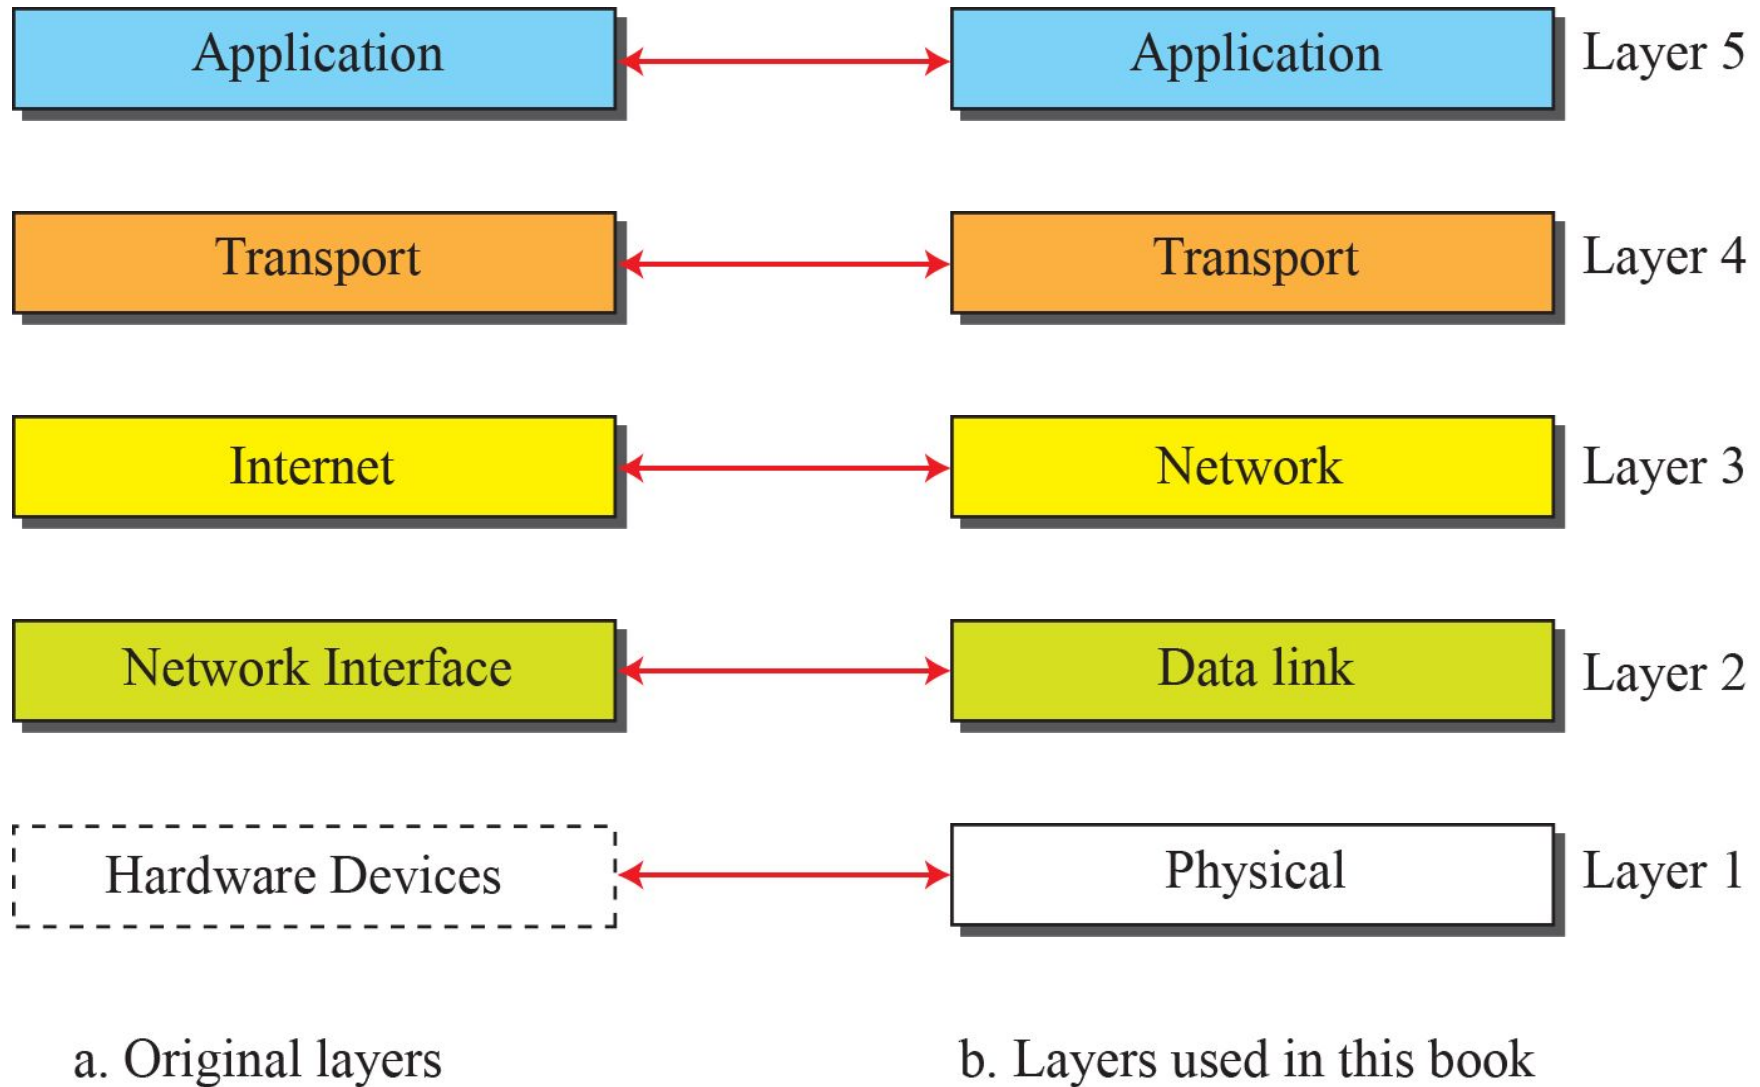 Application
Application
Layer 5
Transport
Transport
Layer 4
Internet
Network
Layer 3
Network Interface
Data link
Layer 2
Hardware Devices
Physical
Layer 1
a. Original layers
b. Layers used in this book